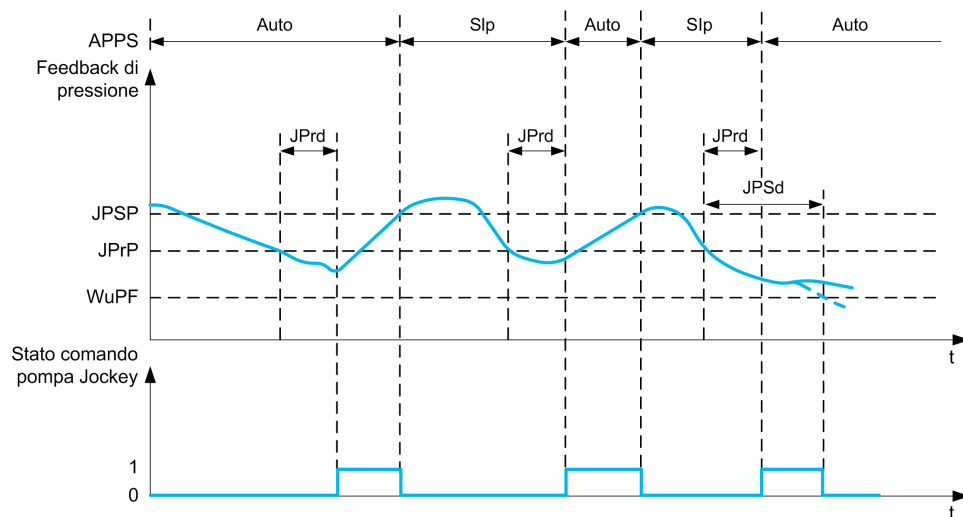 Auto Slp Auto Slp Auto
APPS
Feedback di
pressione
JPrd JPrd JPrd
JPSd
JPSP
JPrP
WuPF
t
Stato comando
pompa Jockey
1
0
t